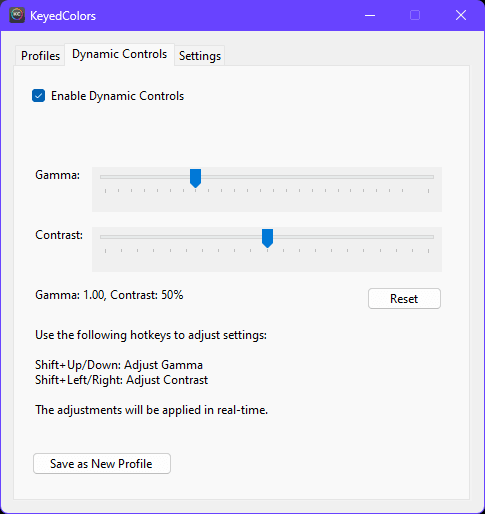 KeyedColors
Profiles
Dynamic Controls
Settings
Enable Dynamic Controls
Gamma:
Contrast:
Gamma: 1.00, Contrast: 50%
Reset
Use the following hotkeys to adjust settings:
Shift+Up/Down: Adjust Gamma
Shift+Left/Right: Adjust Contrast
The adjustments will be applied in real-time.
Save as New Profile